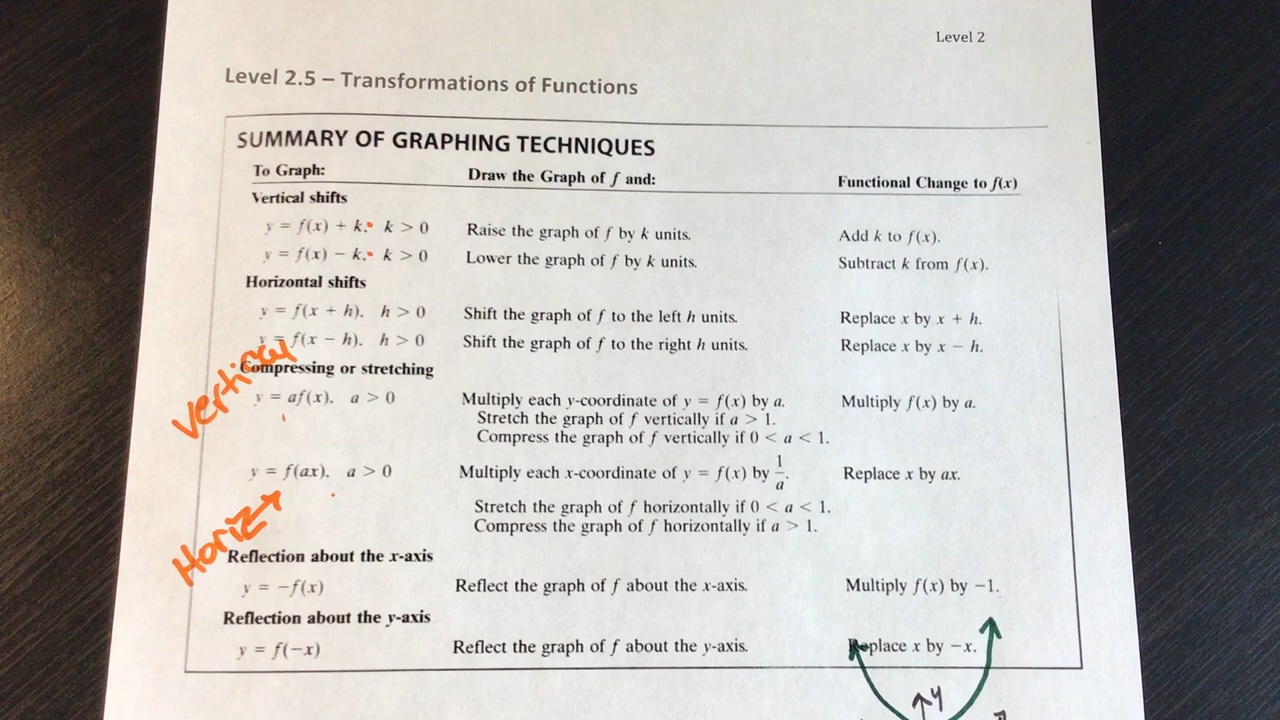 Level 2
Level 2.5 – Transformations of Functions
SUMMARY OF GRAPHING TECHNIQUES
To Graph: Draw the Graph of f and: Functional Change to f(x)
Vertical shifts
y = f(x) + k, k > 0 Raise the graph of f by k units. Add k to f(x).
y = f(x) − k, k > 0 Lower the graph of f by k units. Subtract k from f(x).
Horizontal shifts
y = f(x + h), h > 0 Shift the graph of f to the left h units. Replace x by x + h.
y = f(x − h), h > 0 Shift the graph of f to the right h units. Replace x by x − h.
Vertical
Compressing or stretching
y = af(x), a > 0 Multiply each y-coordinate of y = f(x) by a. Multiply f(x) by a.
Stretch the graph of f vertically if a > 1.
Compress the graph of f vertically if 0 < a < 1.
y = f(ax), a > 0 Multiply each x-coordinate of y = f(x) by 1/a. Replace x by ax.
Stretch the graph of f horizontally if 0 < a < 1.
Compress the graph of f horizontally if a > 1.
Horiz
Reflection about the x-axis
y = −f(x) Reflect the graph of f about the x-axis. Multiply f(x) by −1.
Reflection about the y-axis
y = f(−x) Reflect the graph of f about the y-axis. Replace x by −x.
y